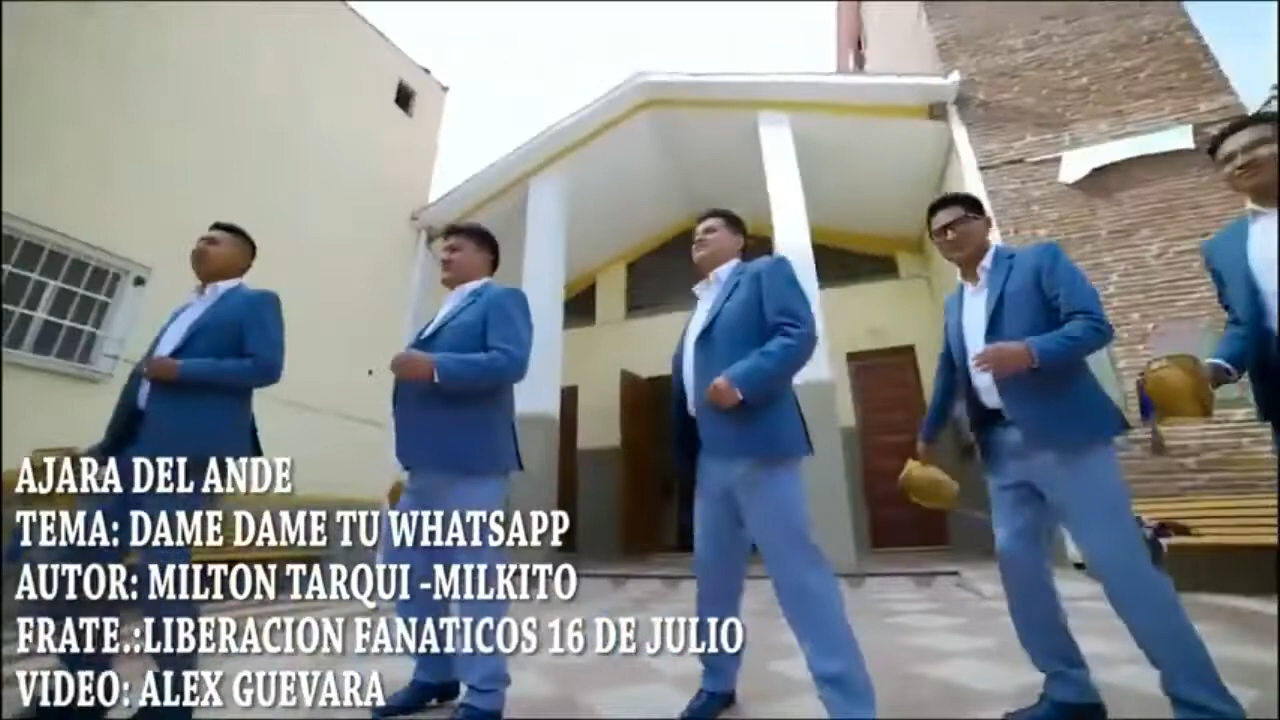 AJARA DEL ANDE
TEMA: DAME DAME TU WHATSAPP
AUTOR: MILTON TARQUI -MILKITO
FRATE.:LIBERACION FANATICOS 16 DE JULIO
VIDEO: ALEX GUEVARA